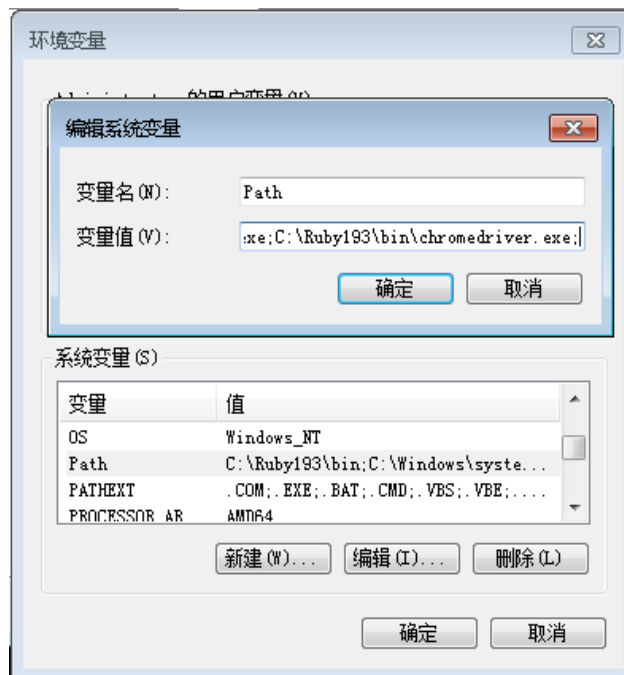 环境变量
编辑系统变量
变量名(N):
Path
变量值(V):
xe;C:\Ruby193\bin\chromedriver.exe;
确定
取消
系统变量(S)
变量
值
OS
Windows_NT
Path
C:\Ruby193\bin;C:\Windows\syste...
PATHEXT
.COM;.EXE;.BAT;.CMD;.VBS;.VBE;....
PROCESSOR_AR
AMD64
新建(W)...
编辑(I)...
删除(L)
确定
取消